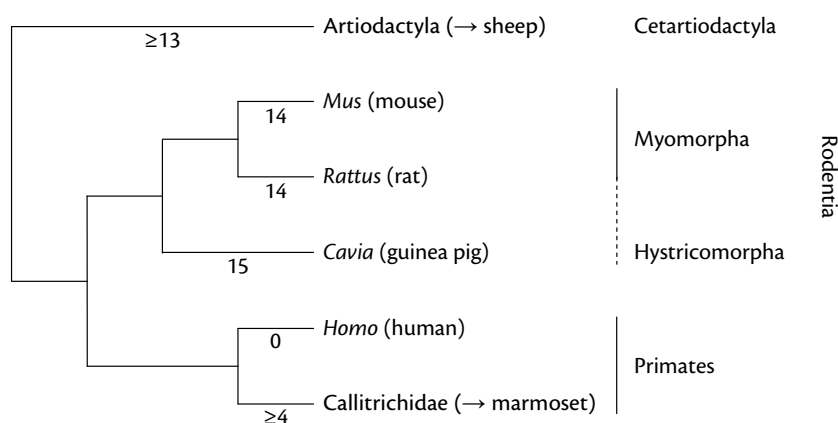 Artiodactyla (→ sheep) Cetartiodactyla
≥13
Mus (mouse)
14
Myomorpha
Rodentia
Rattus (rat)
14
Cavia (guinea pig) Hystricomorpha
15
Homo (human)
0
Primates
Callitrichidae (→ marmoset)
≥4